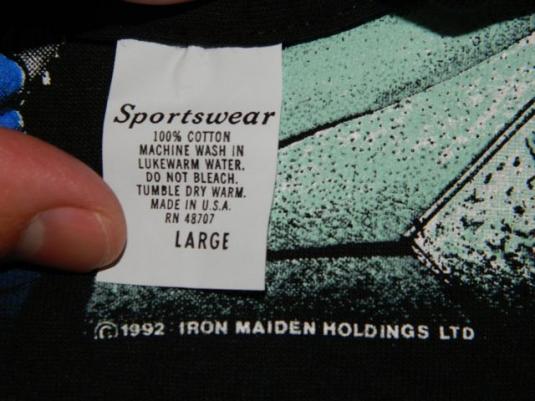 Sportswear
100% COTTON
MACHINE WASH IN
LUKEWARM WATER.
DO NOT BLEACH.
TUMBLE DRY WARM.
MADE IN U.S.A.
RN 48707
LARGE
©1992 IRON MAIDEN HOLDINGS LTD